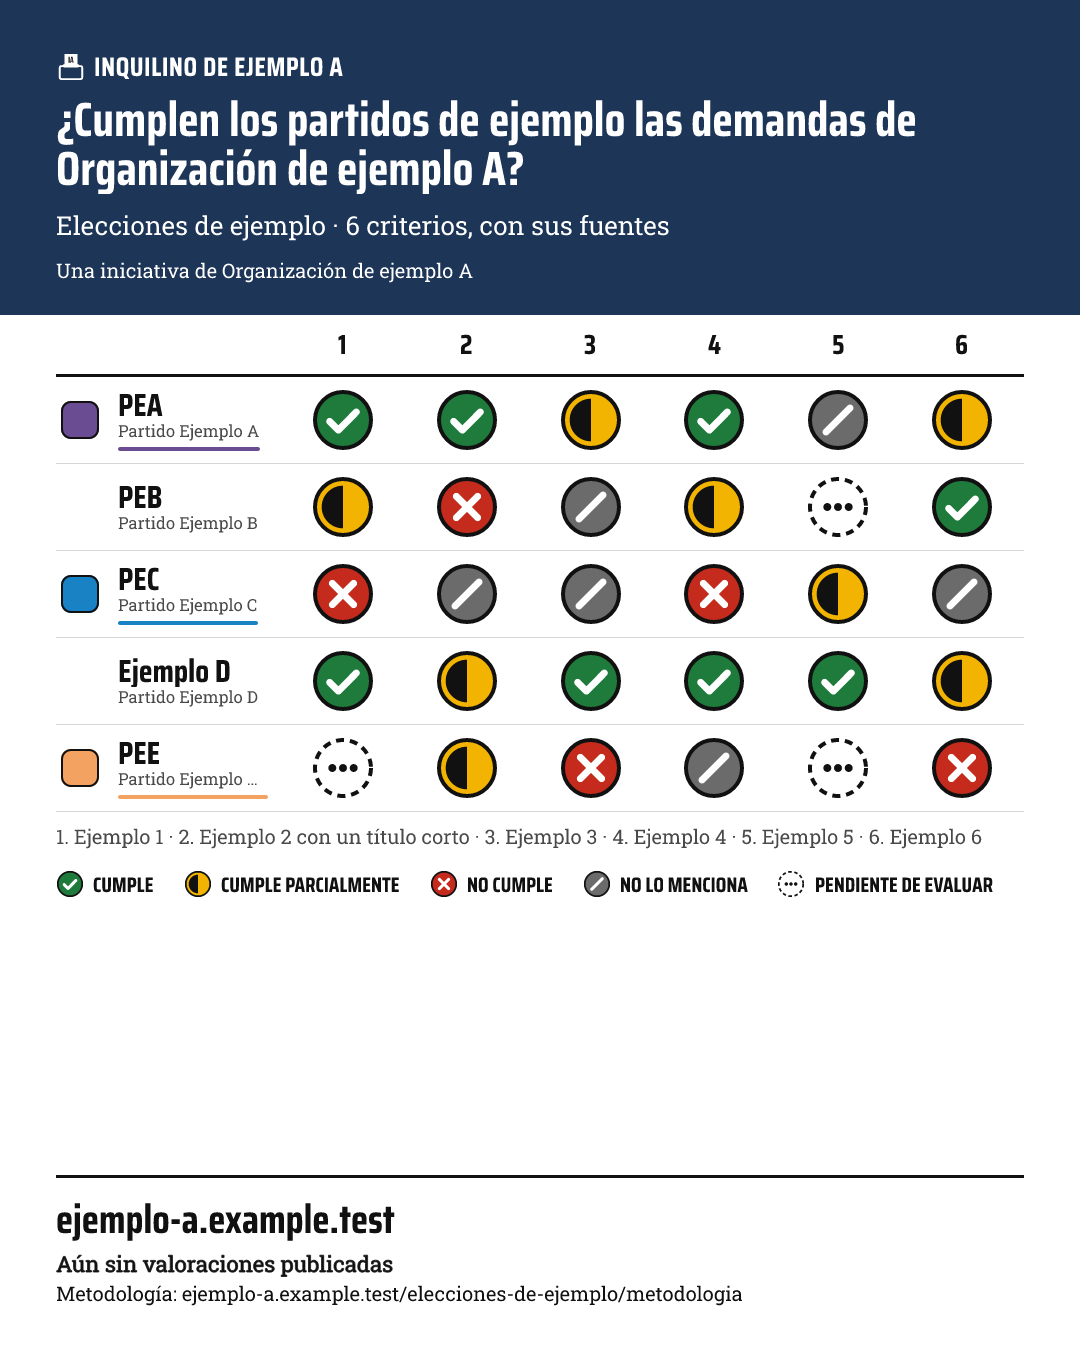 INQUILINO DE EJEMPLO A
¿Cumplen los partidos de ejemplo las demandas de
Organización de ejemplo A?
Elecciones de ejemplo · 6 criterios, con sus fuentes
Una iniciativa de Organización de ejemplo A
1 2 3 4 5 6
PEA
Partido Ejemplo A
PEB
Partido Ejemplo B
PEC
Partido Ejemplo C
Ejemplo D
Partido Ejemplo D
PEE
Partido Ejemplo ...
1. Ejemplo 1 · 2. Ejemplo 2 con un título corto · 3. Ejemplo 3 · 4. Ejemplo 4 · 5. Ejemplo 5 · 6. Ejemplo 6
CUMPLE CUMPLE PARCIALMENTE NO CUMPLE NO LO MENCIONA PENDIENTE DE EVALUAR
ejemplo-a.example.test
Aún sin valoraciones publicadas
Metodología: ejemplo-a.example.test/elecciones-de-ejemplo/metodologia